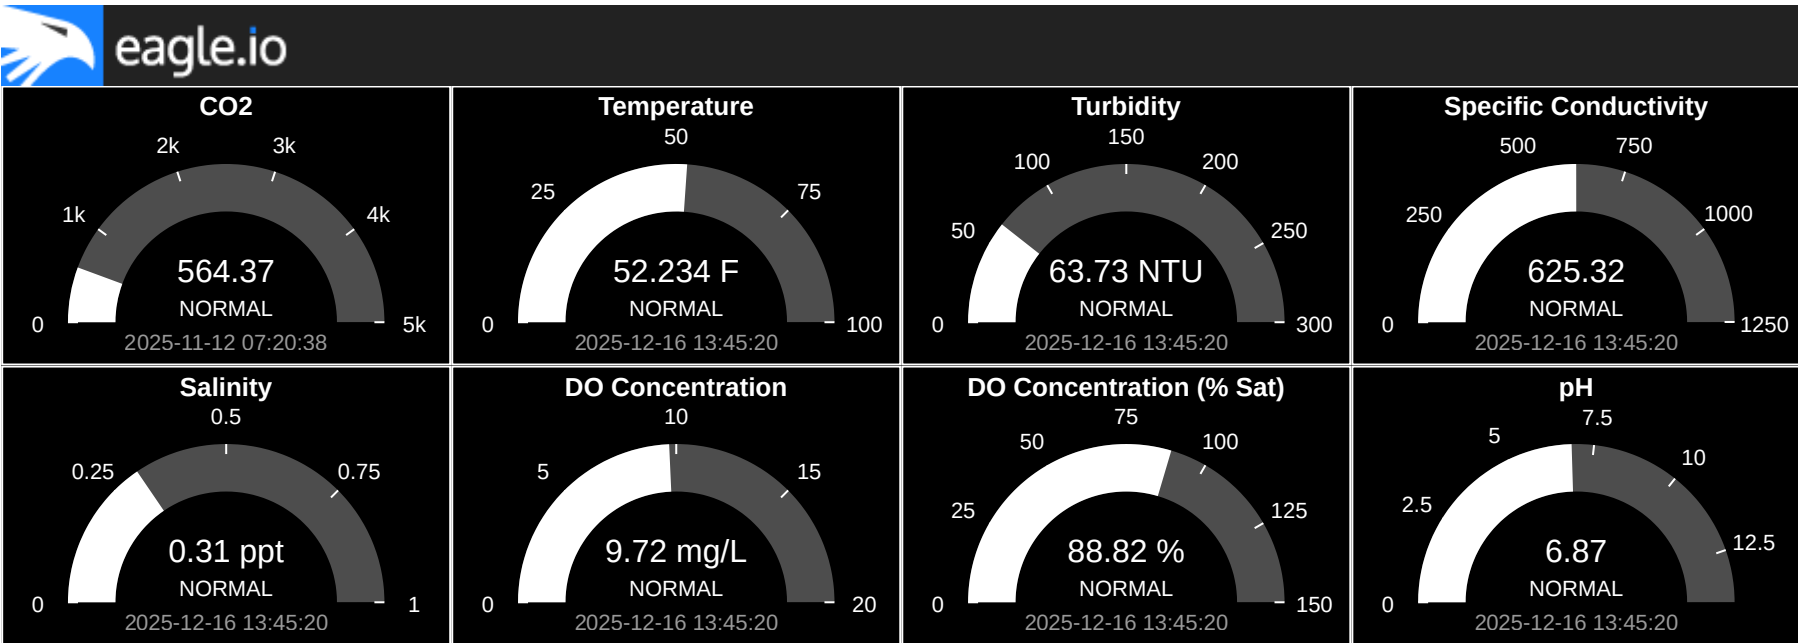 eagle.io
CO2
0
1k
2k
3k
4k
5k
564.37
NORMAL
2025-11-12 07:20:38
Temperature
0
25
50
75
100
52.234 F
NORMAL
2025-12-16 13:45:20
Turbidity
0
50
100
150
200
250
300
63.73 NTU
NORMAL
2025-12-16 13:45:20
Specific Conductivity
0
250
500
750
1000
1250
625.32
NORMAL
2025-12-16 13:45:20
Salinity
0
0.25
0.5
0.75
1
0.31 ppt
NORMAL
2025-12-16 13:45:20
DO Concentration
0
5
10
15
20
9.72 mg/L
NORMAL
2025-12-16 13:45:20
DO Concentration (% Sat)
0
25
50
75
100
125
150
88.82 %
NORMAL
2025-12-16 13:45:20
pH
0
2.5
5
7.5
10
12.5
6.87
NORMAL
2025-12-16 13:45:20